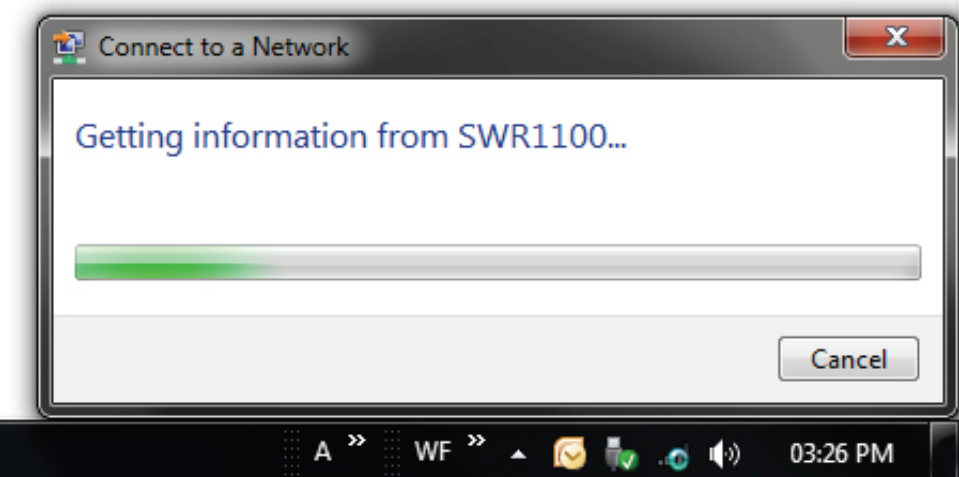 Connect to a Network
Getting information from SWR1100...
Cancel
A » WF » 03:26 PM